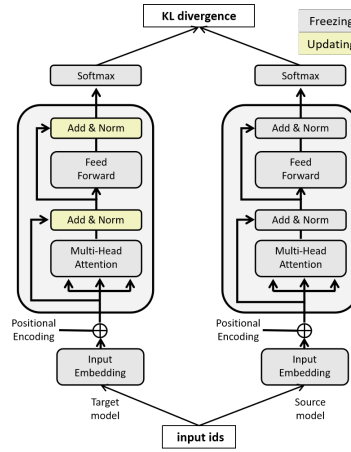 KL divergence
Freezing
Updating
Softmax
Softmax
Add & Norm
Feed
Forward
Add & Norm
Multi-Head
Attention
Positional
Encoding
Input
Embedding
Target
model
Add & Norm
Feed
Forward
Add & Norm
Multi-Head
Attention
Positional
Encoding
Input
Embedding
Source
model
input ids